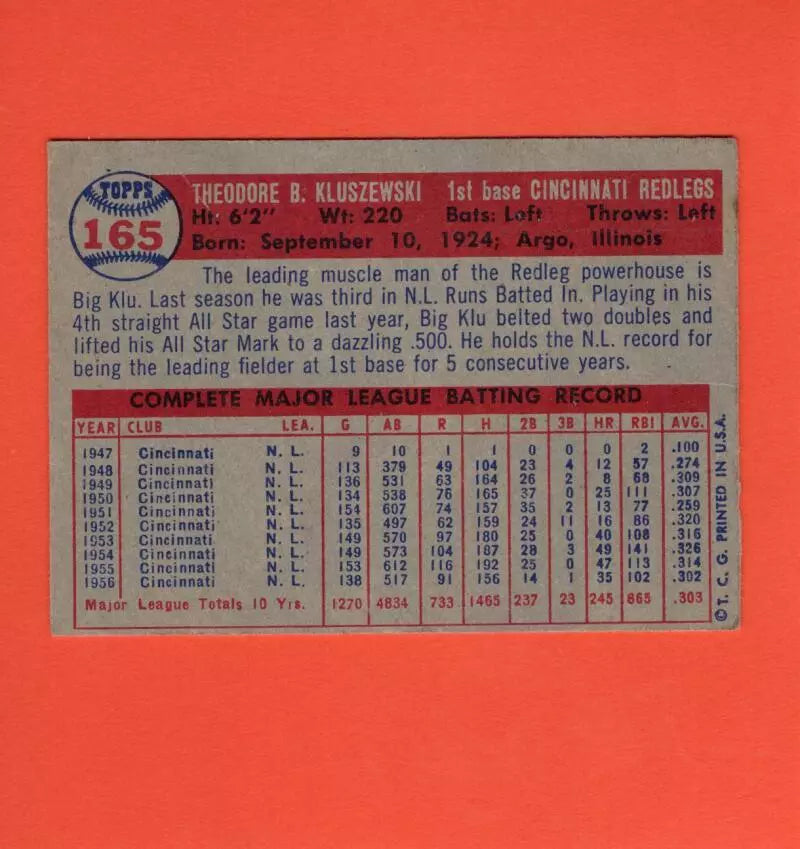 TOPPS
165
THEODORE B. KLUSZEWSKI 1st base CINCINNATI REDLEGS
Ht: 6'2" Wt: 220 Bats: Left Throws: Left
Born: September 10, 1924; Argo, Illinois
The leading muscle man of the Redleg powerhouse is
Big Klu. Last season he was third in N.L. Runs Batted In. Playing in his
4th straight All Star game last year, Big Klu belted two doubles and
lifted his All Star Mark to a dazzling .500. He holds the N.L. record for
being the leading fielder at 1st base for 5 consecutive years.
COMPLETE MAJOR LEAGUE BATTING RECORD
YEAR CLUB LEA. G AB R H 2B 3B HR RBI AVG.
1947 Cincinnati N. L. 9 10 1 1 0 0 0 2 .100
1948 Cincinnati N. L. 113 379 49 104 23 4 12 57 .274
1949 Cincinnati N. L. 136 531 63 164 26 2 8 68 .309
1950 Cincinnati N. L. 134 538 76 165 37 0 25 111 .307
1951 Cincinnati N. L. 154 607 74 157 35 2 13 77 .259
1952 Cincinnati N. L. 135 497 62 159 24 11 16 86 .320
1953 Cincinnati N. L. 149 570 97 180 25 0 40 108 .316
1954 Cincinnati N. L. 149 573 104 187 28 3 49 141 .326
1955 Cincinnati N. L. 153 612 116 192 25 0 47 113 .314
1956 Cincinnati N. L. 138 517 91 156 14 1 35 102 .302
Major League Totals 10 Yrs. 1270 4834 733 1465 237 23 245 865 .303
© T. C. G. PRINTED IN U.S.A.